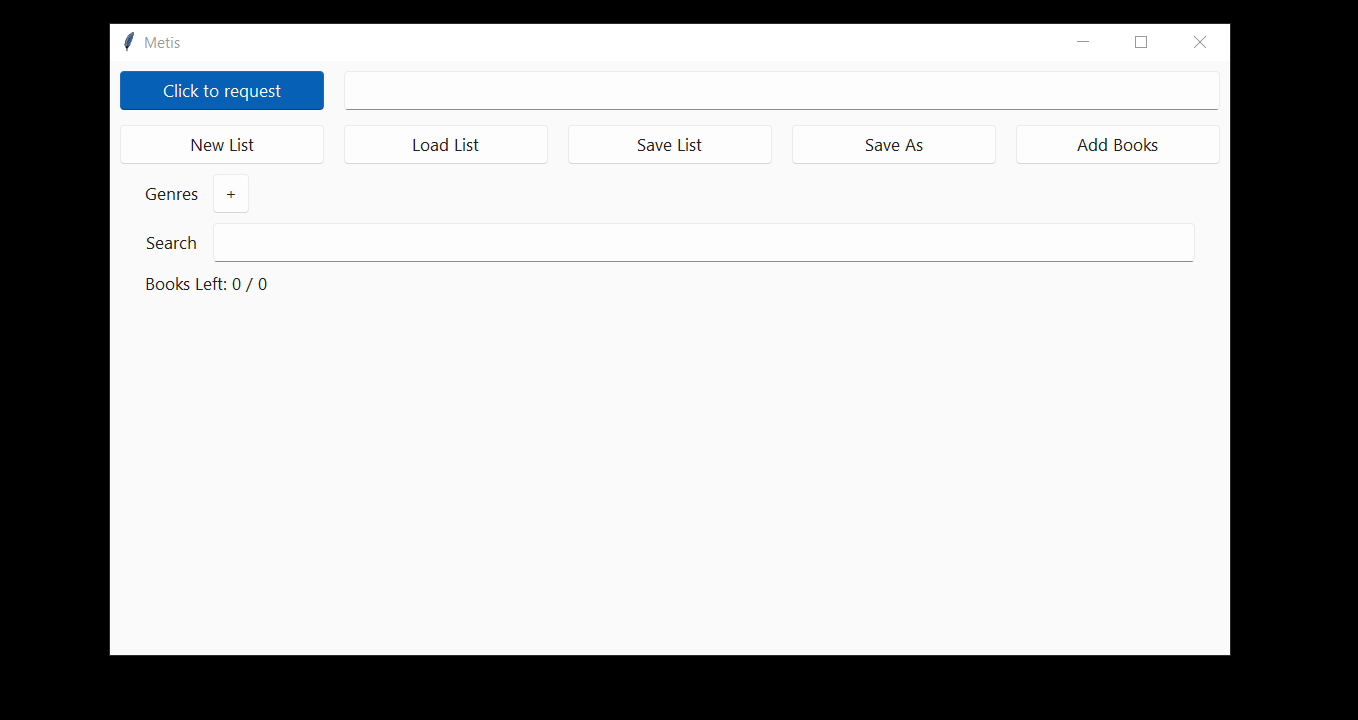 Metis
Click to request
New List Load List Save List Save As Add Books
Genres +
Search
Books Left: 0 / 0